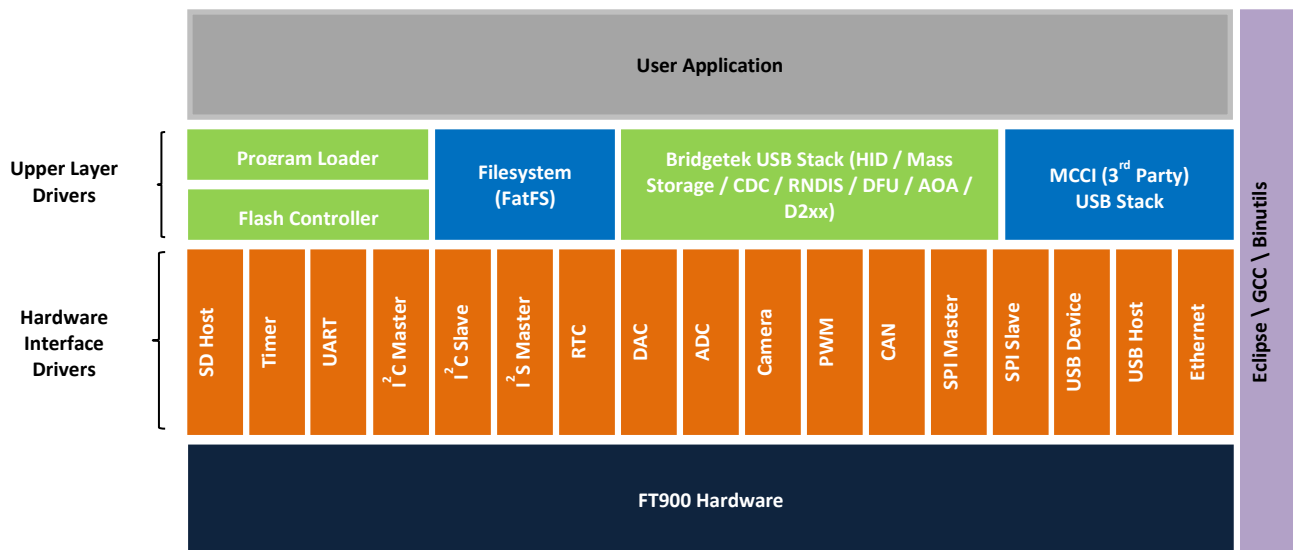 User Application
Upper Layer
Drivers
Program Loader
Flash Controller
Filesystem
(FatFS)
Bridgetek USB Stack (HID / Mass
Storage / CDC / RNDIS / DFU / AOA /
D2xx)
MCCI (3rd Party)
USB Stack
Hardware
Interface
Drivers
SD Host
Timer
UART
I2C Master
I2C Slave
I2S Master
RTC
DAC
ADC
Camera
PWM
CAN
SPI Master
SPI Slave
USB Device
USB Host
Ethernet
FT900 Hardware
Eclipse \ GCC \ Binutils